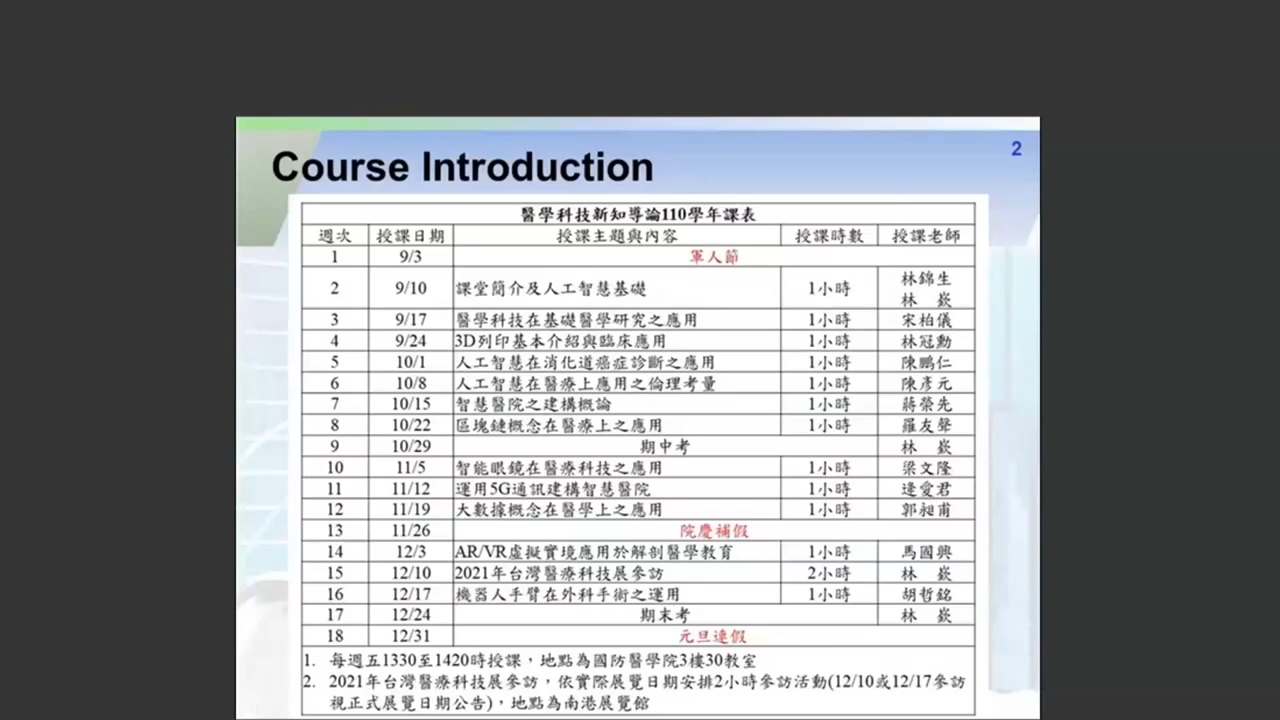 2
Course Introduction
醫學科技新知導論110學年課表
週次 授課日期 授課主題與內容 授課時數 授課老師
1 9/3 軍人節
2 9/10 課堂簡介及人工智慧基礎 1小時 林錦生 林 嶔
3 9/17 醫學科技在基礎醫學研究之應用 1小時 宋柏儀
4 9/24 3D列印基本介紹與臨床應用 1小時 林冠勳
5 10/1 人工智慧在消化道癌症診斷之應用 1小時 陳鵬仁
6 10/8 人工智慧在醫療上應用之倫理考量 1小時 陳彥元
7 10/15 智慧醫院之建構概論 1小時 蔣榮先
8 10/22 區塊鏈概念在醫療上之應用 1小時 羅友聲
9 10/29 期中考 林 嶔
10 11/5 智能眼鏡在醫療科技之應用 1小時 梁文隆
11 11/12 運用5G通訊建構智慧醫院 1小時 邊愛君
12 11/19 大數據概念在醫學上之應用 1小時 郭昶甫
13 11/26 院慶補假
14 12/3 AR/VR虛擬實境應用於解剖醫學教育 1小時 馬國興
15 12/10 2021年台灣醫療科技展參訪 2小時 林 嶔
16 12/17 機器人手臂在外科手術之運用 1小時 胡哲銘
17 12/24 期末考 林 嶔
18 12/31 元旦連假
1. 每週五1330至1420時授課，地點為國防醫學院3樓30教室
2. 2021年台灣醫療科技展參訪，依實際展覽日期安排2小時參訪活動(12/10或12/17參訪
視正式展覽日期公告)，地點為南港展覽館